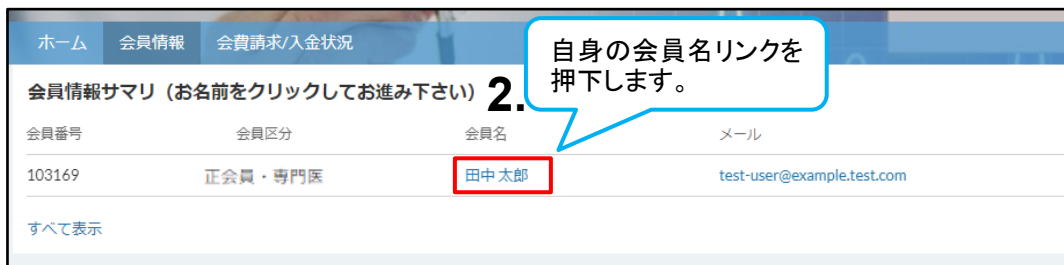 ホーム 会員情報 会費請求/入金状況
自身の会員名リンクを
押下します。
会員情報サマリ (お名前をクリックしてお進み下さい) 2.
会員番号 会員区分 会員名 メール
103169 正会員・専門医 田中 太郎 test-user@example.test.com
すべて表示